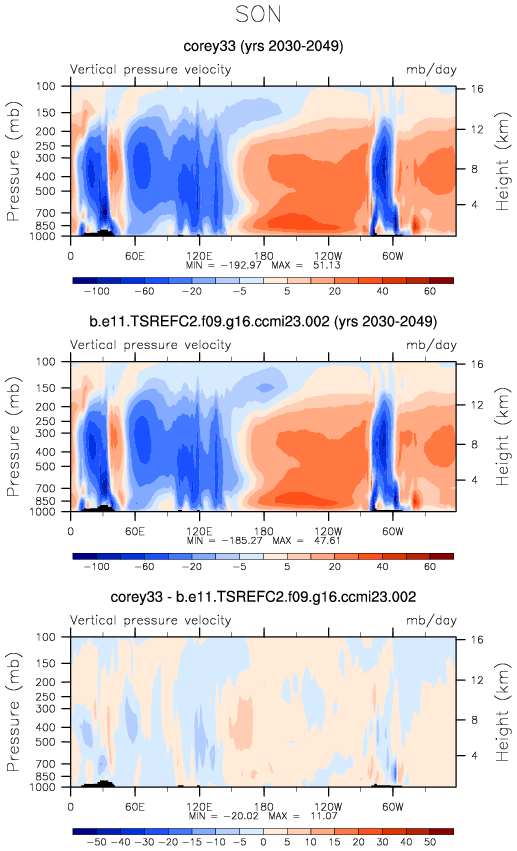 SON
corey33 (yrs 2030-2049)
Vertical pressure velocity mb/day
Pressure (mb)
100
150
200
250
300
400
500
700
850
1000
16
12
8
4
Height (km)
0 60E 120E 180 120W 60W
MIN = -192.97 MAX = 51.13
-100 -60 -20 -5 5 20 40 60
b.e11.TSREFC2.f09.g16.ccmi23.002 (yrs 2030-2049)
Vertical pressure velocity mb/day
Pressure (mb)
100
150
200
250
300
400
500
700
850
1000
16
12
8
4
Height (km)
0 60E 120E 180 120W 60W
MIN = -185.27 MAX = 47.61
-100 -60 -20 -5 5 20 40 60
corey33 - b.e11.TSREFC2.f09.g16.ccmi23.002
Vertical pressure velocity mb/day
Pressure (mb)
100
150
200
250
300
400
500
700
850
1000
16
12
8
4
Height (km)
0 60E 120E 180 120W 60W
MIN = -20.02 MAX = 11.07
-50 -40 -30 -20 -15 -10 -5 0 5 10 15 20 30 40 50